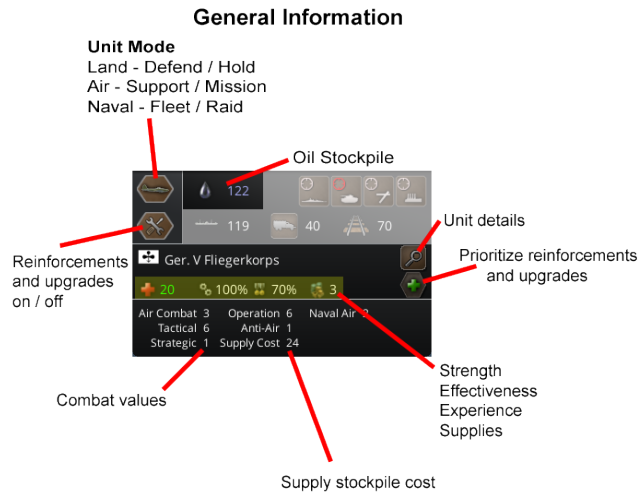 General Information
Unit Mode
Land - Defend / Hold
Air - Support / Mission
Naval - Fleet / Raid
Oil Stockpile
122
119 40 70
Unit details
Reinforcements
and upgrades
on / off
Prioritize reinforcements
and upgrades
Ger. V Fliegerkorps
20 100% 70% 3
Air Combat 3 Operation 6 Naval Air
Tactical 6 Anti-Air 1
Strategic 1 Supply Cost 24
Combat values
Strength
Effectiveness
Experience
Supplies
Supply stockpile cost